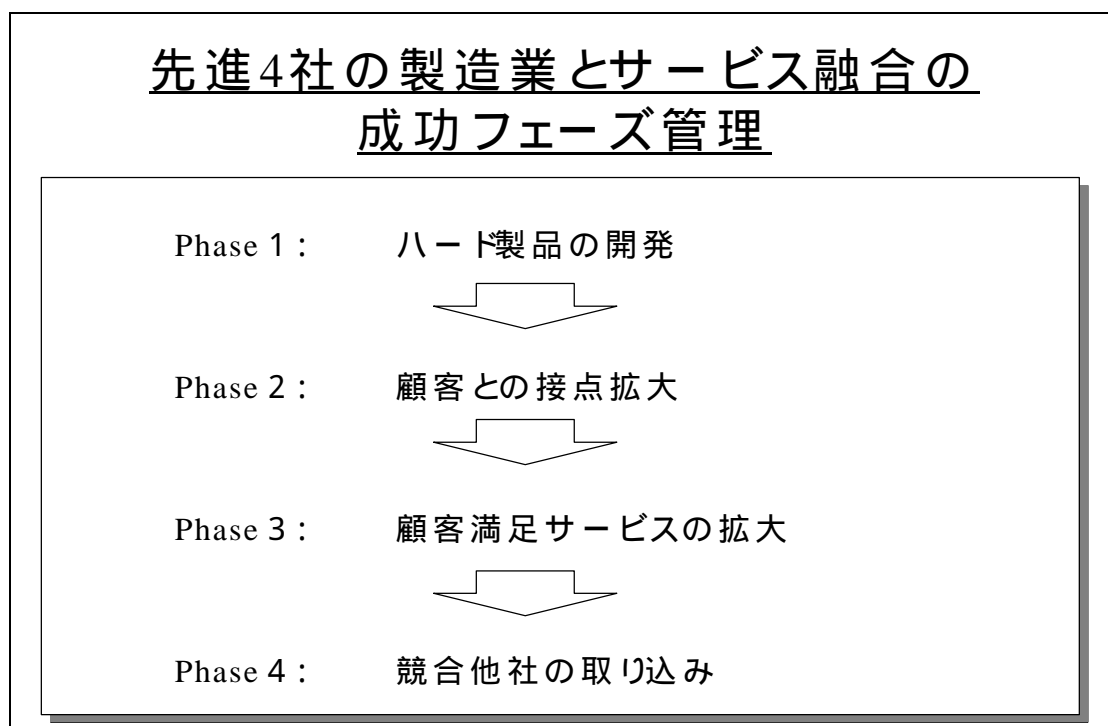 先進4社の製造業とサービス融合の
成功フェーズ管理
Phase 1: ハード製品の開発
Phase 2: 顧客との接点拡大
Phase 3: 顧客満足サービスの拡大
Phase 4: 競合他社の取り込み